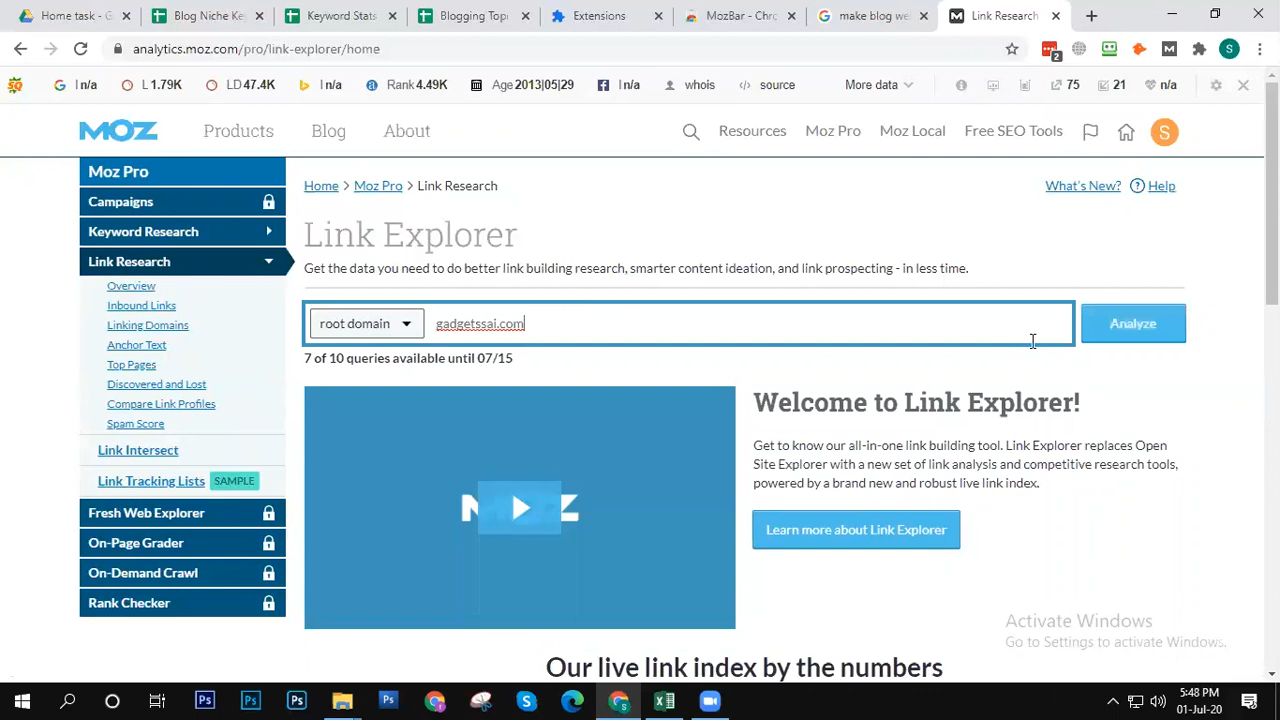 Home task - G
Blog Niche Ke
Keyword Stats
Blogging Topi
Extensions
MozBar - Chro
make blog we
Link Research
analytics.moz.com/pro/link-explorer/home
2
S
I n/a
L 1.79K
LD 47.4K
I n/a
Rank 4.49K
Age 2013|05|29
I n/a
whois
source
More data
75
21
n/a
MOZ
Products
Blog
About
Resources
Moz Pro
Moz Local
Free SEO Tools
S
Moz Pro
Campaigns
Keyword Research
Link Research
Overview
Inbound Links
Linking Domains
Anchor Text
Top Pages
Discovered and Lost
Compare Link Profiles
Spam Score
Link Intersect
Link Tracking Lists SAMPLE
Fresh Web Explorer
On-Page Grader
On-Demand Crawl
Rank Checker
Home > Moz Pro > Link Research
What's New?
Help
Link Explorer
Get the data you need to do better link building research, smarter content ideation, and link prospecting - in less time.
root domain
gadgetssai.com
Analyze
7 of 10 queries available until 07/15
Welcome to Link Explorer!
Get to know our all-in-one link building tool. Link Explorer replaces Open
Site Explorer with a new set of link analysis and competitive research tools,
powered by a brand new and robust live link index.
Learn more about Link Explorer
Our live link index by the numbers
Activate Windows
Go to Settings to activate Windows.
5:48 PM
01-Jul-20